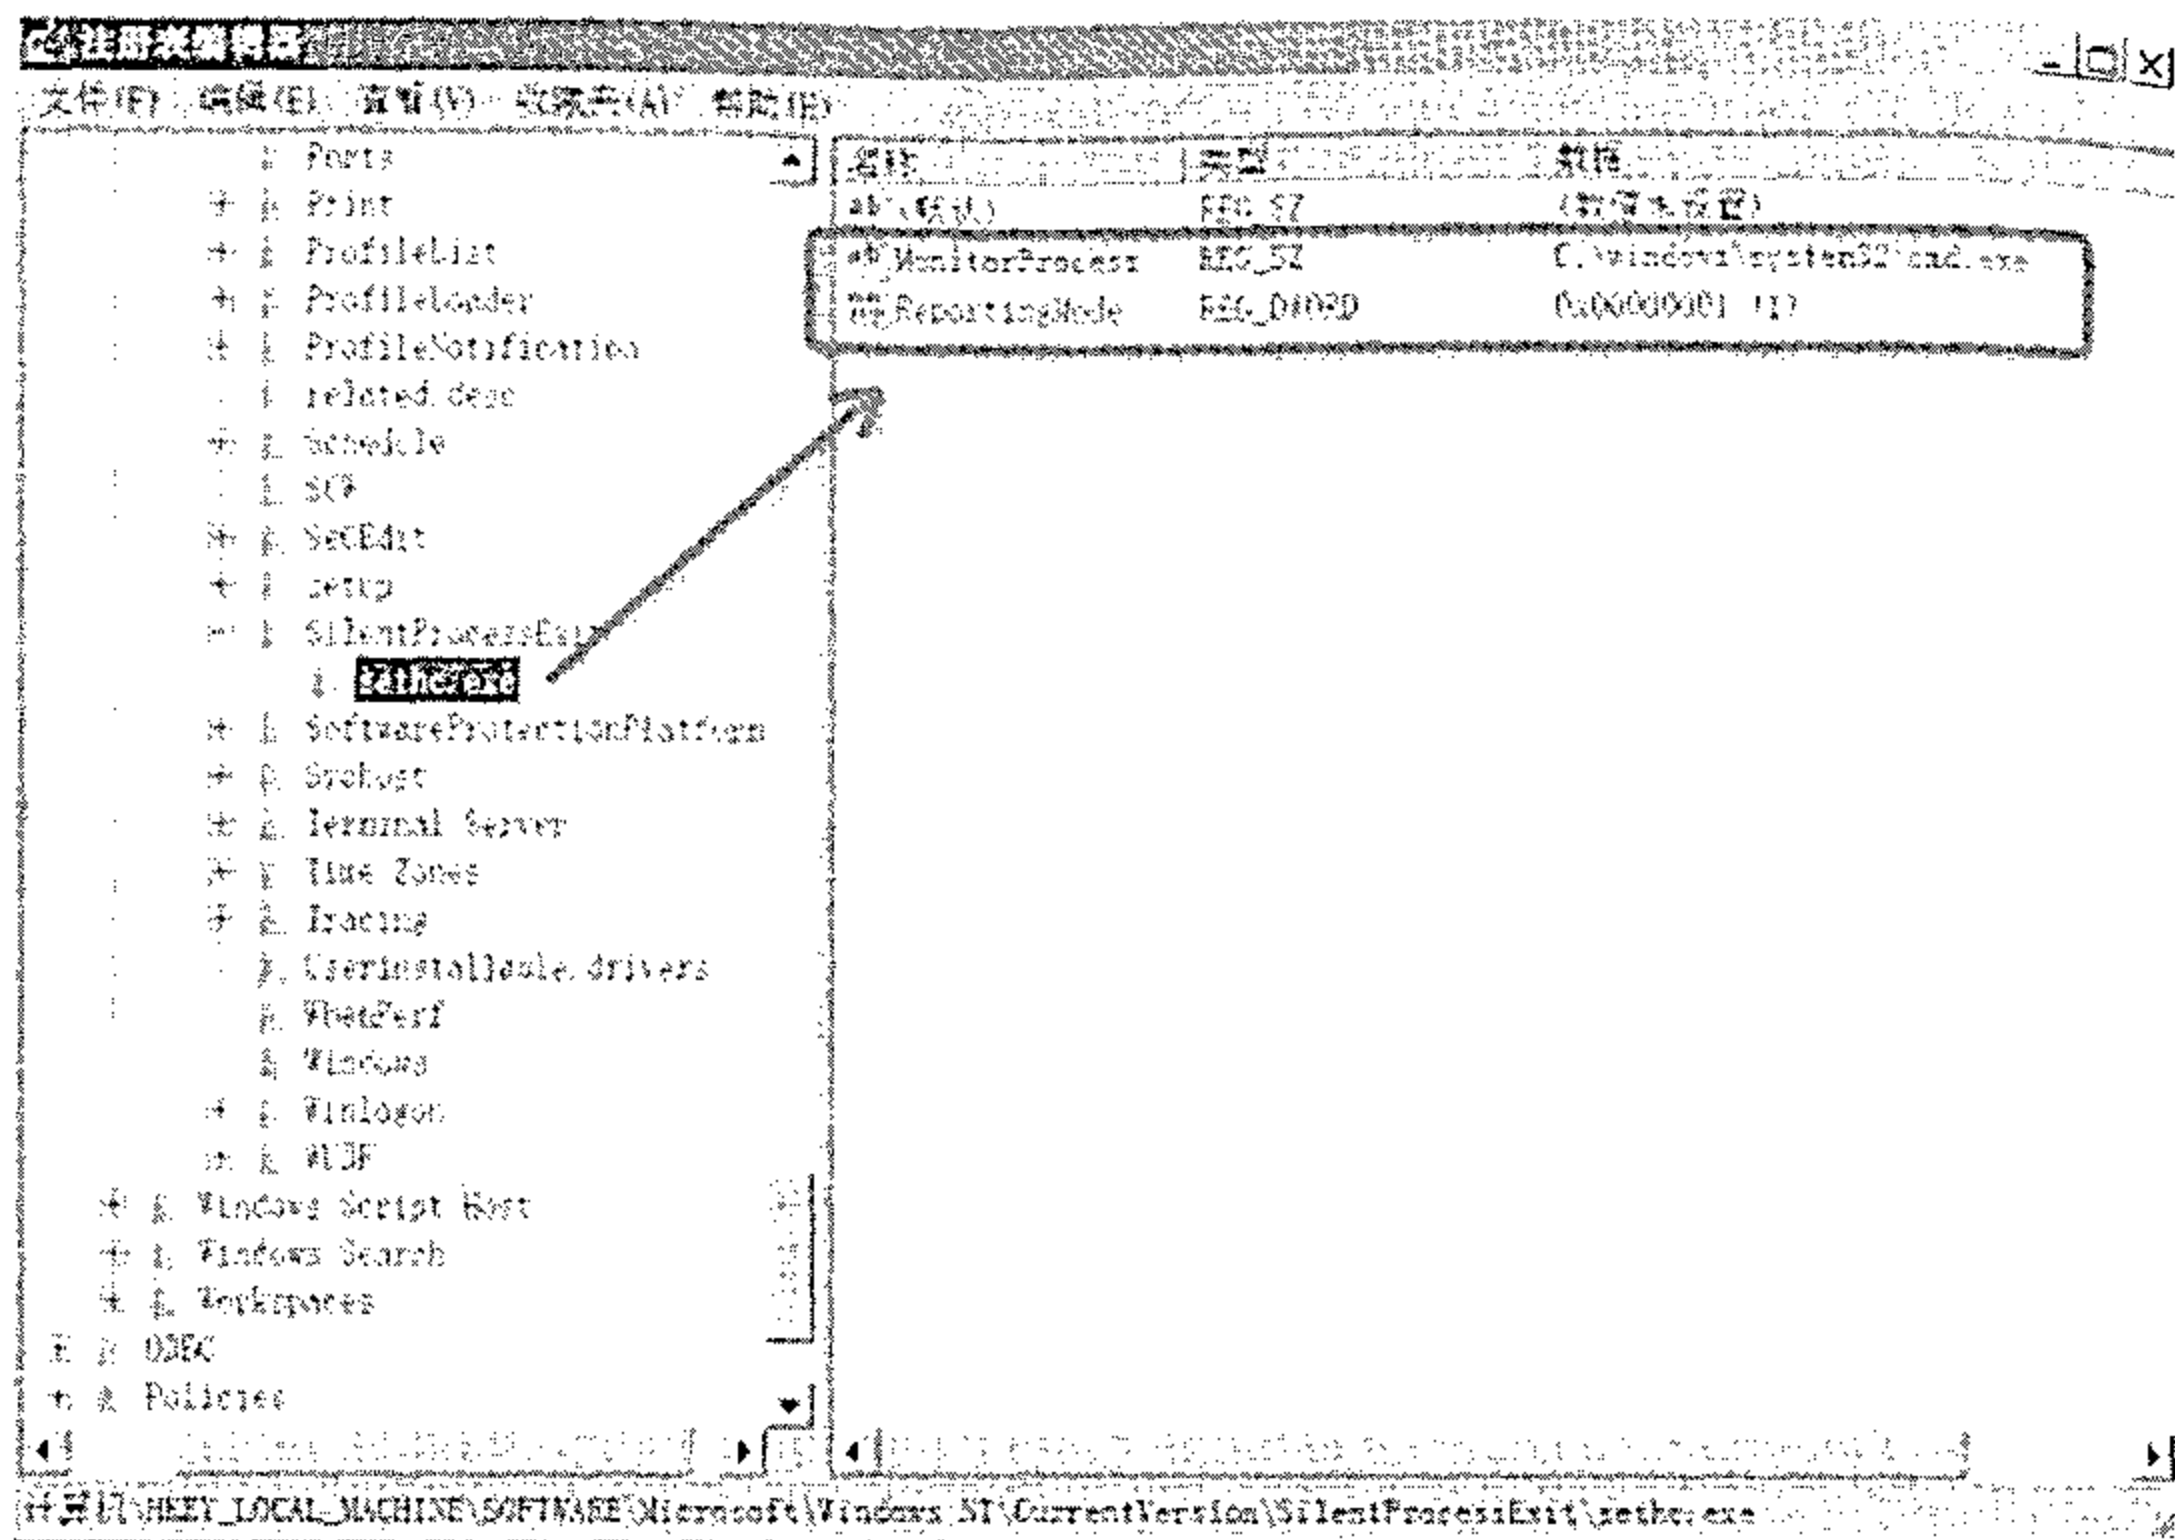 注册表编辑器
文件(F) 编辑(E) 查看(V) 收藏夹(A) 帮助(H)
Ports
Print
ProfileList
ProfileLoader
ProfileNotification
related.desc
Schedule
SecEdit
setup
SilentProcessExit
sethc.exe
SoftwareProtectionPlatform
Svchost
Terminal Server
Time Zones
Tracing
Userinstallable.drivers
WbemPerf
Windows
Winlogon
WUDF
Windows Script Host
Windows Search
Workspaces
ODBC
Policies
名称 类型 数据
ab (默认) REG_SZ (数值未设置)
ab MonitorProcess REG_SZ C:\windows\system32\cmd.exe
ReportingMode REG_DWORD 0x00000001 (1)
计算机\HKEY_LOCAL_MACHINE\SOFTWARE\Microsoft\Windows NT\CurrentVersion\SilentProcessExit\sethc.exe